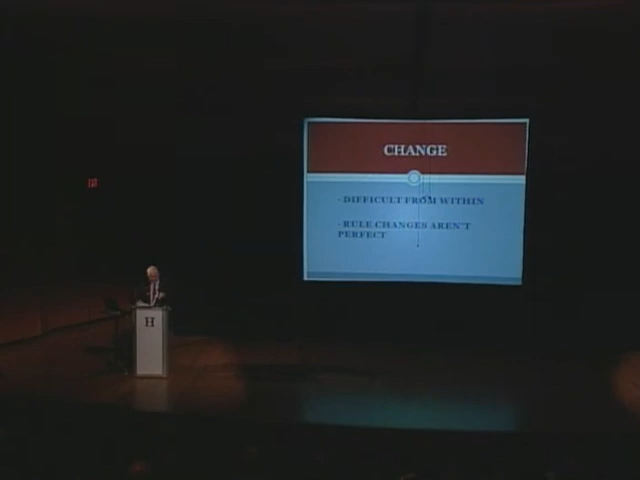 CHANGE
- DIFFICULT FROM WITHIN
- RULE CHANGES AREN'T
PERFECT
H